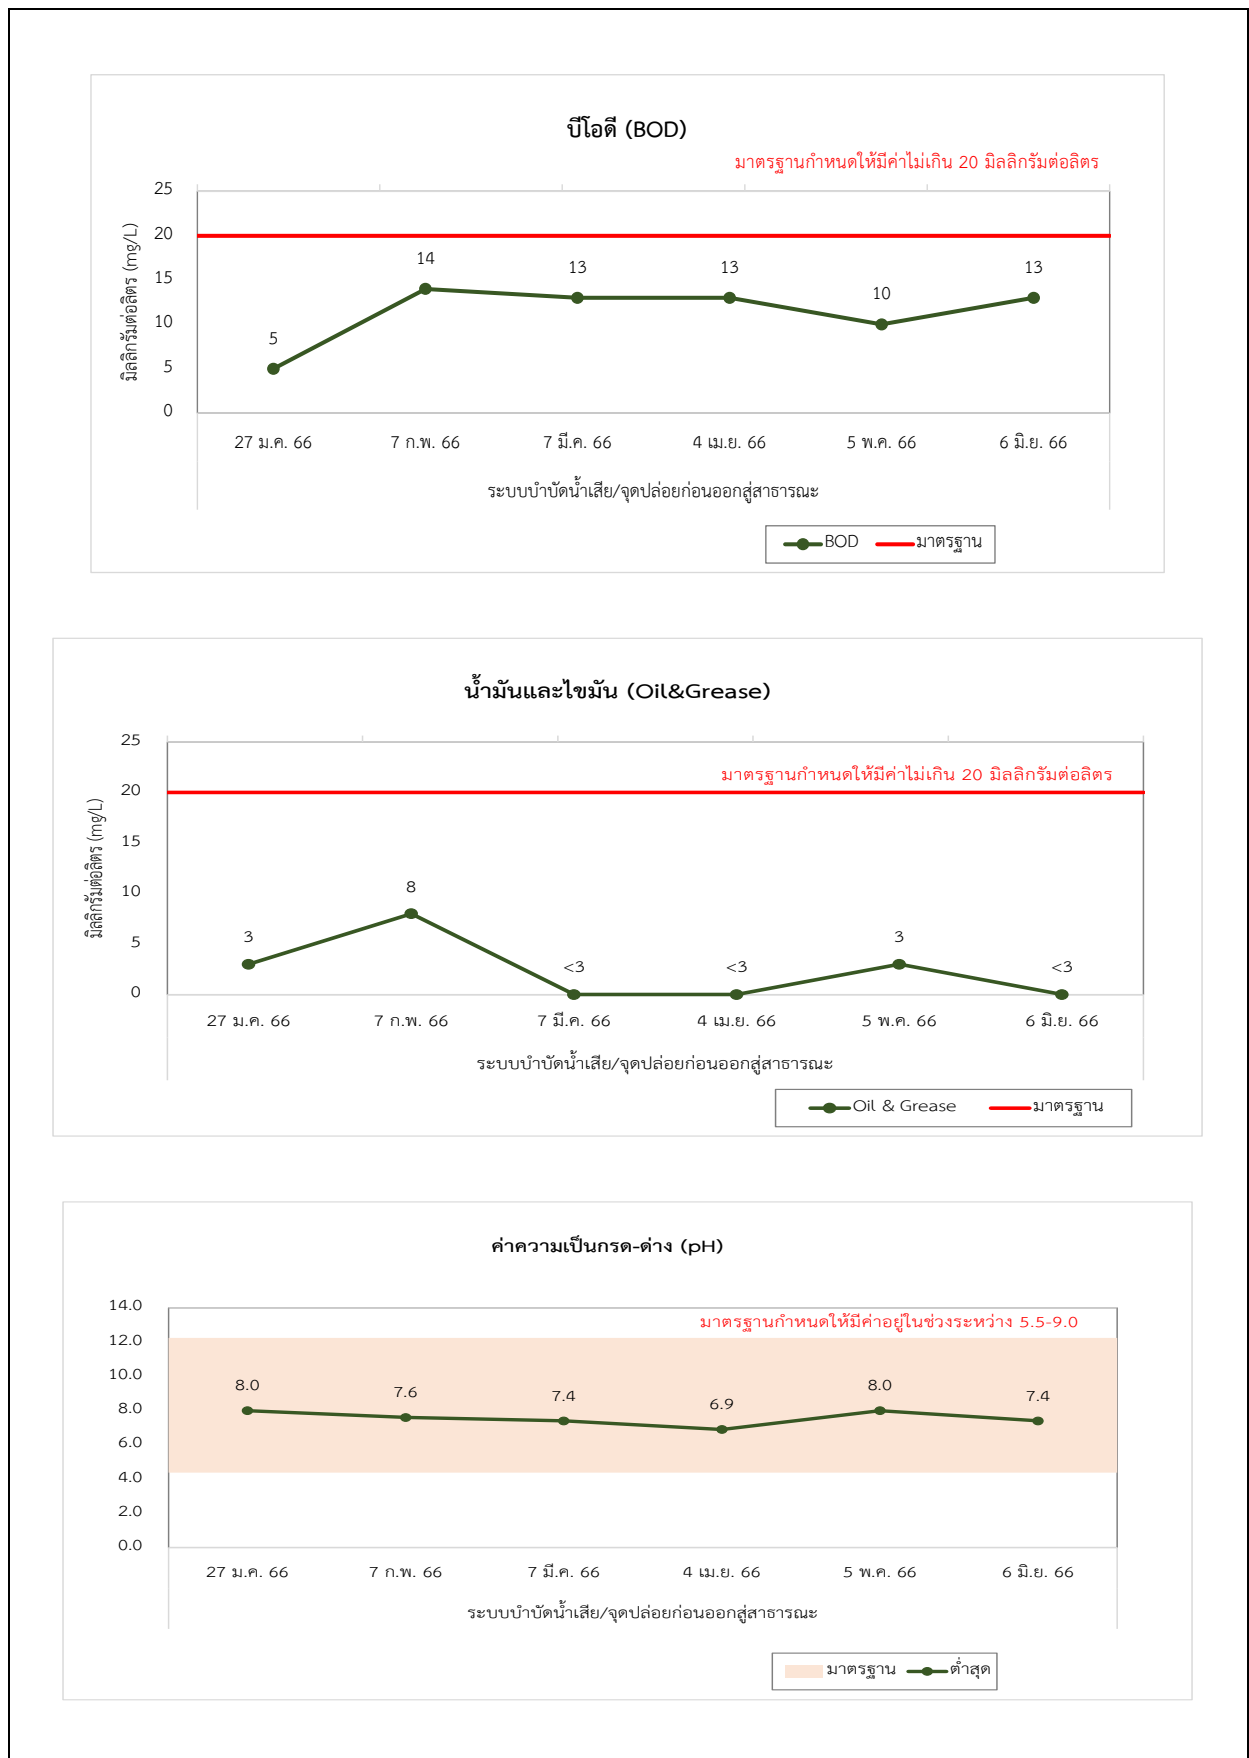 บีโอดี (BOD)
มาตรฐานกำหนดให้มีค่าไม่เกิน 20 มิลลิกรัมต่อลิตร
มิลลิกรัมต่อลิตร (mg/L)
25
20
15
10
5
0
5
14
13
13
10
13
27 ม.ค. 66 7 ก.พ. 66 7 มี.ค. 66 4 เม.ย. 66 5 พ.ค. 66 6 มิ.ย. 66
ระบบบำบัดน้ำเสีย/จุดปล่อยก่อนออกสู่สาธารณะ
BOD มาตรฐาน
น้ำมันและไขมัน (Oil&Grease)
มาตรฐานกำหนดให้มีค่าไม่เกิน 20 มิลลิกรัมต่อลิตร
มิลลิกรัมต่อลิตร (mg/L)
25
20
15
10
5
0
3
8
<3
<3
3
<3
27 ม.ค. 66 7 ก.พ. 66 7 มี.ค. 66 4 เม.ย. 66 5 พ.ค. 66 6 มิ.ย. 66
ระบบบำบัดน้ำเสีย/จุดปล่อยก่อนออกสู่สาธารณะ
Oil & Grease มาตรฐาน
ค่าความเป็นกรด-ด่าง (pH)
มาตรฐานกำหนดให้มีค่าอยู่ในช่วงระหว่าง 5.5-9.0
14.0
12.0
10.0
8.0
6.0
4.0
2.0
0.0
8.0
7.6
7.4
6.9
8.0
7.4
27 ม.ค. 66 7 ก.พ. 66 7 มี.ค. 66 4 เม.ย. 66 5 พ.ค. 66 6 มิ.ย. 66
ระบบบำบัดน้ำเสีย/จุดปล่อยก่อนออกสู่สาธารณะ
มาตรฐาน ต่ำสุด